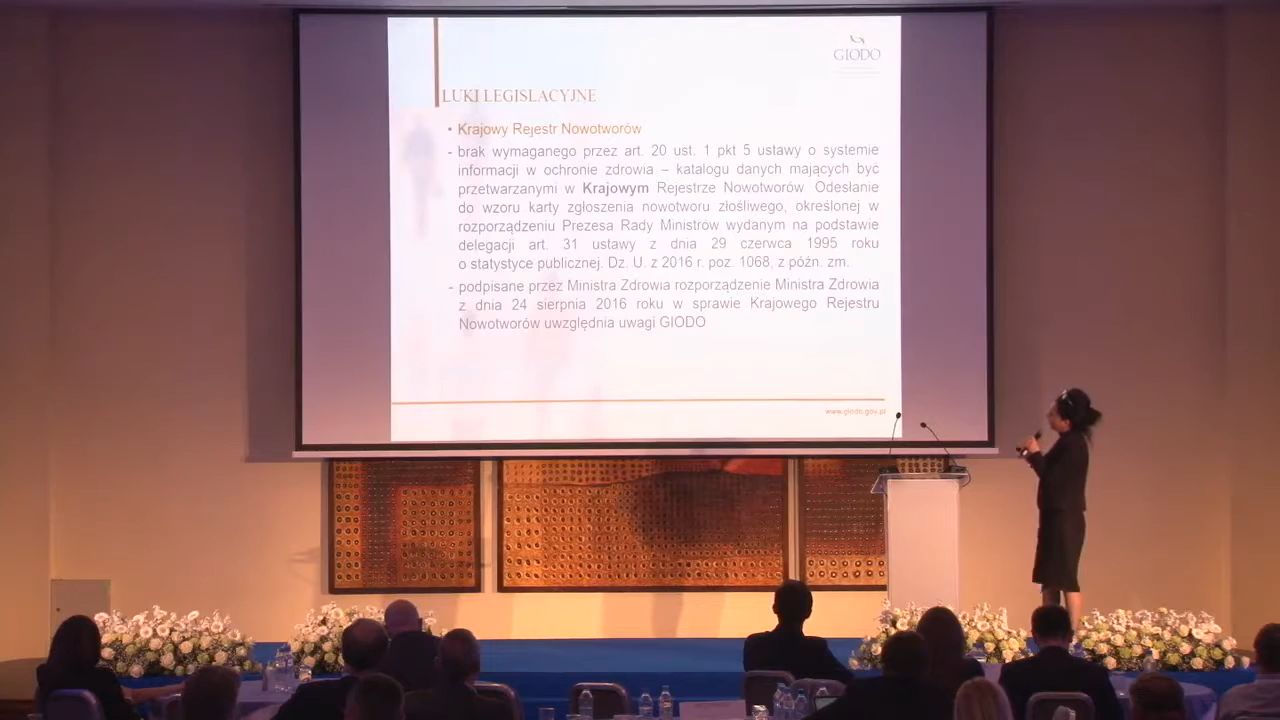 GIODO
LUKI LEGISLACYJNE
• Krajowy Rejestr Nowotworów
- brak wymaganego przez art. 20 ust. 1 pkt 5 ustawy o systemie
informacji w ochronie zdrowia – katalogu danych mających być
przetwarzanymi w Krajowym Rejestrze Nowotworów. Odesłanie
do wzoru karty zgłoszenia nowotworu złośliwego, określonej w
rozporządzeniu Prezesa Rady Ministrów wydanym na podstawie
delegacji art. 31 ustawy z dnia 29 czerwca 1995 roku
o statystyce publicznej. Dz. U. z 2016 r. poz. 1068, z późn. zm.
- podpisane przez Ministra Zdrowia rozporządzenie Ministra Zdrowia
z dnia 24 sierpnia 2016 roku w sprawie Krajowego Rejestru
Nowotworów uwzględnia uwagi GIODO
www.giodo.gov.pl